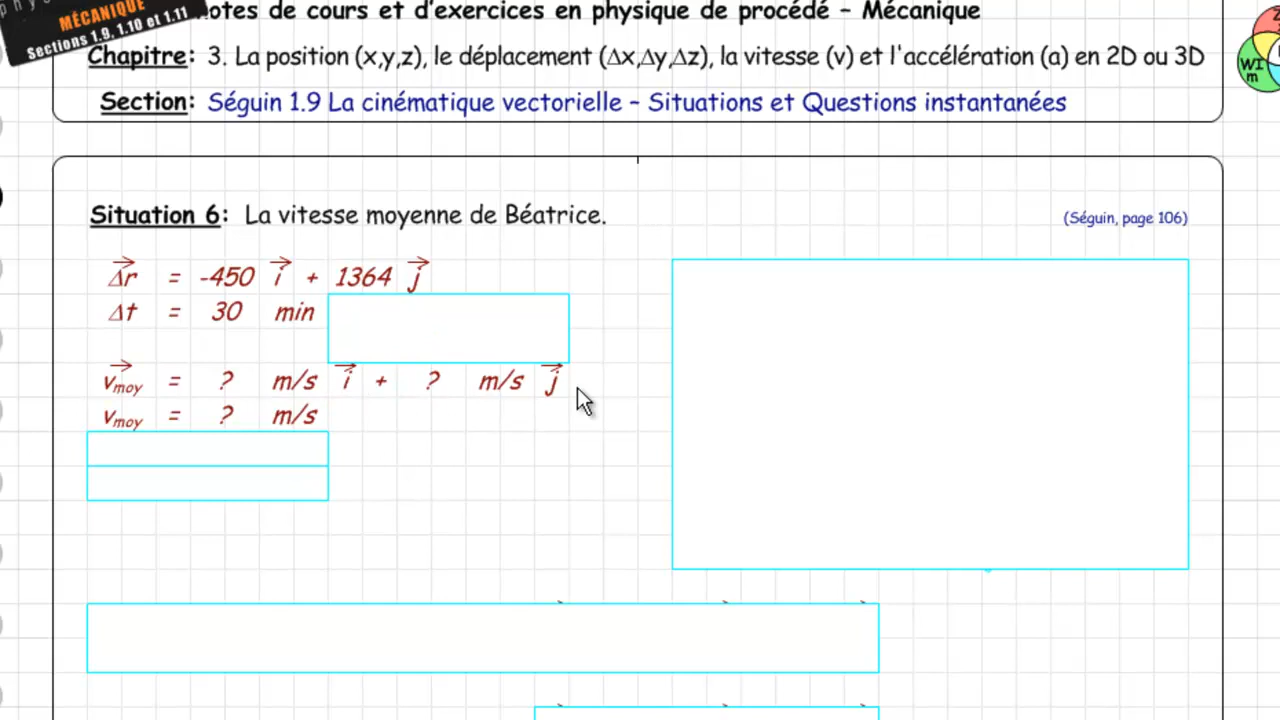 phys
MÉCANIQUE
Sections 1.9, 1.10 et 1.11
notes de cours et d'exercices en physique de procédé – Mécanique
Chapitre: 3. La position (x,y,z), le déplacement (Δx,Δy,Δz), la vitesse (v) et l'accélération (a) en 2D ou 3D
Section: Séguin 1.9 La cinématique vectorielle – Situations et Questions instantanées
WI
m
Situation 6: La vitesse moyenne de Béatrice.
(Séguin, page 106)
Δr⃗ = -450 i⃗ + 1364 j⃗
Δt = 30 min
v⃗moy = ? m/s i⃗ + ? m/s j⃗
vmoy = ? m/s